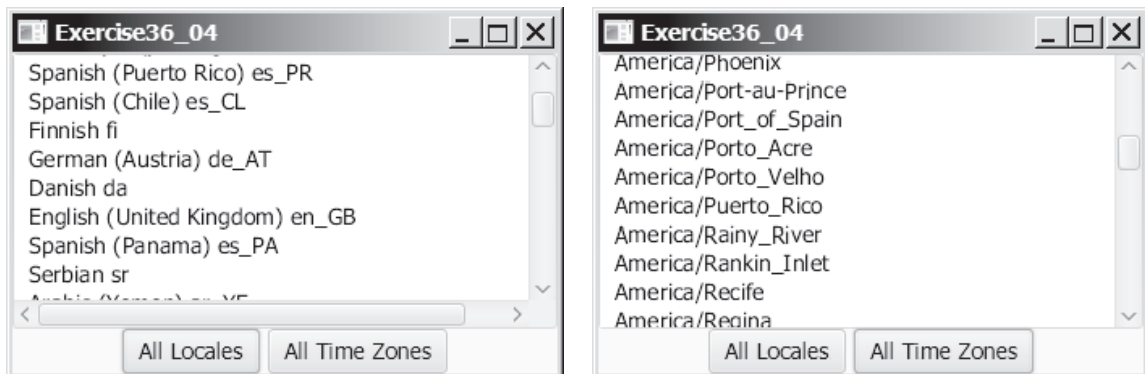 Exercise36_04
Spanish (Puerto Rico) es_PR
Spanish (Chile) es_CL
Finnish fi
German (Austria) de_AT
Danish da
English (United Kingdom) en_GB
Spanish (Panama) es_PA
Serbian sr
Arabic (Yemen) ar_YE
All Locales All Time Zones
Exercise36_04
America/Phoenix
America/Port-au-Prince
America/Port_of_Spain
America/Porto_Acre
America/Porto_Velho
America/Puerto_Rico
America/Rainy_River
America/Rankin_Inlet
America/Recife
America/Regina
All Locales All Time Zones